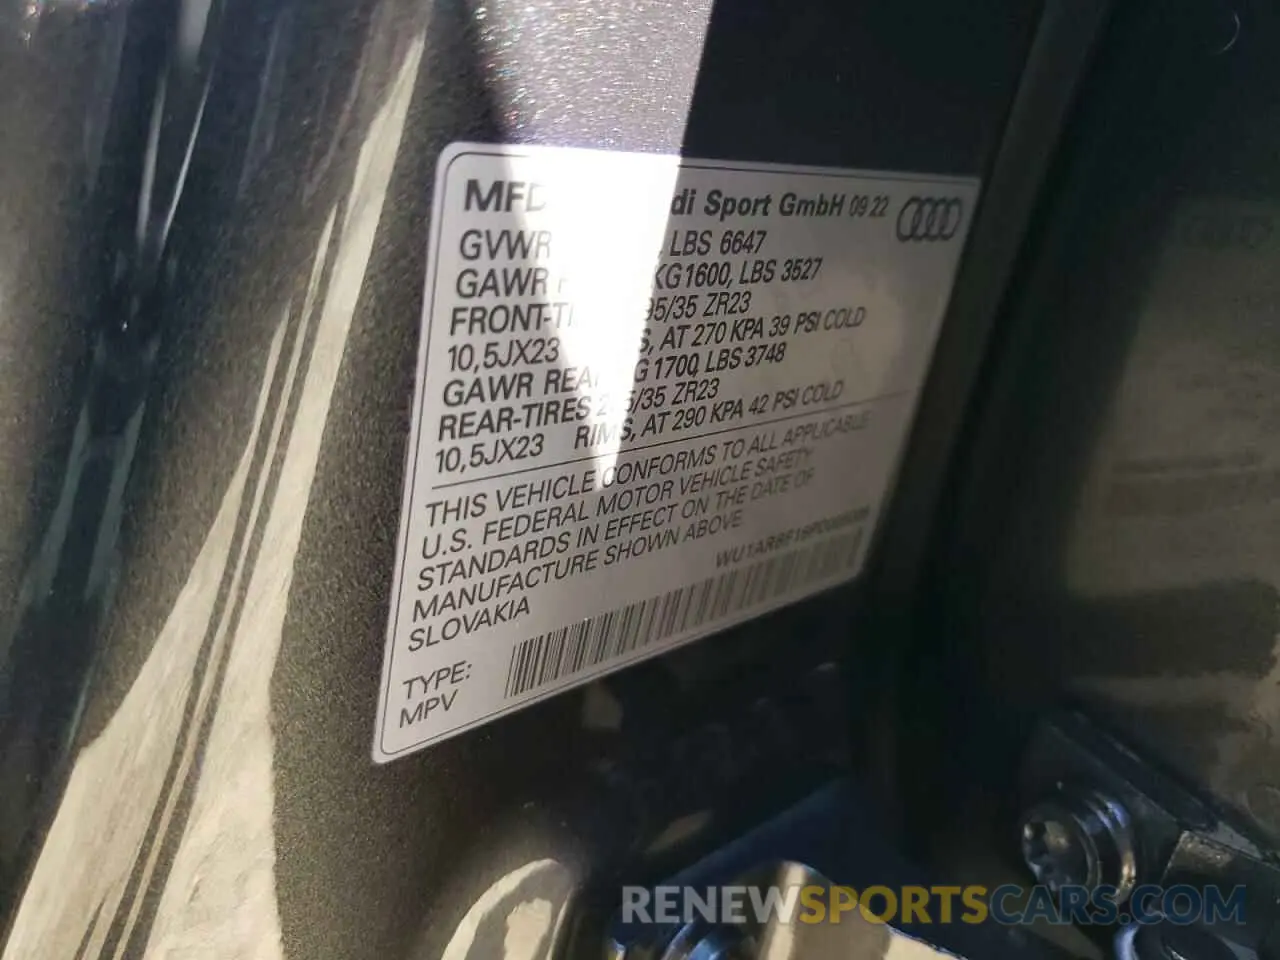 MFD di Sport GmbH 09 22
GVWR LBS 6647
GAWR KG1600, LBS 3527
FRONT-TI 95/35 ZR23
10,5JX23 S, AT 270 KPA 39 PSI COLD
GAWR REA G 1700, LBS 3748
REAR-TIRES 5/35 ZR23
10,5JX23 RIMS, AT 290 KPA 42 PSI COLD
THIS VEHICLE CONFORMS TO ALL APPLICABLE
U.S. FEDERAL MOTOR VEHICLE SAFETY
STANDARDS IN EFFECT ON THE DATE OF
MANUFACTURE SHOWN ABOVE
SLOVAKIA
TYPE:
MPV
RENEWSPORTSCARS.COM